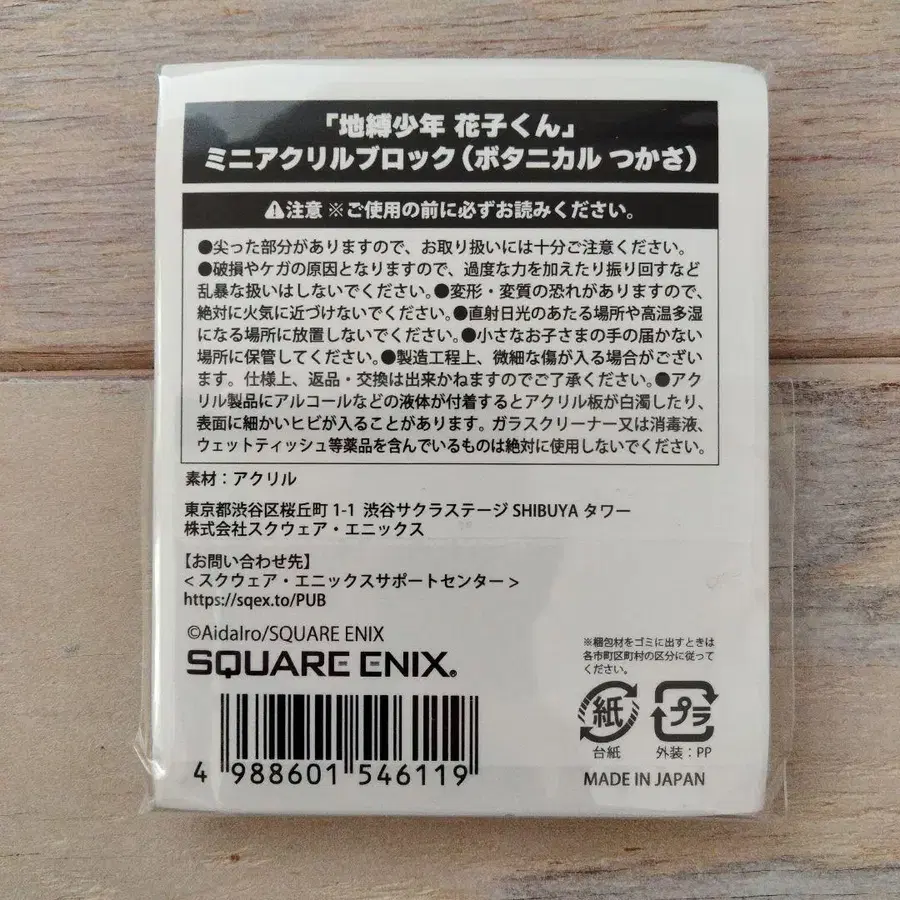 「地縛少年 花子くん」
ミニアクリルブロック(ボタニカル つかさ)
⚠注意 ※ご使用の前に必ずお読みください。
●尖った部分がありますので、お取り扱いには十分ご注意ください。
●破損やケガの原因となりますので、過度な力を加えたり振り回すなど
乱暴な扱いはしないでください。●変形・変質の恐れがありますので、
絶対に火気に近づけないでください。●直射日光のあたる場所や高温多湿
になる場所に放置しないでください。●小さなお子さまの手の届かない
場所に保管してください。●製造工程上、微細な傷が入る場合がござい
ます。仕様上、返品・交換は出来かねますのでご了承ください。●アク
リル製品にアルコールなどの液体が付着するとアクリル板が白濁したり、
表面に細かいヒビが入ることがあります。ガラスクリーナー又は消毒液、
ウェットティッシュ等薬品を含んでいるものは絶対に使用しないでください。
素材：アクリル
東京都渋谷区桜丘町 1-1 渋谷サクラステージ SHIBUYA タワー
株式会社スクウェア・エニックス
【お問い合わせ先】
<スクウェア・エニックスサポートセンター>
https://sqex.to/PUB
©AidaIro/SQUARE ENIX
SQUARE ENIX®
※梱包材をゴミに出すときは
各市町区町村の区分に従って
ください。
紙
プラ
台紙
外装：PP
4 988601 546119
MADE IN JAPAN